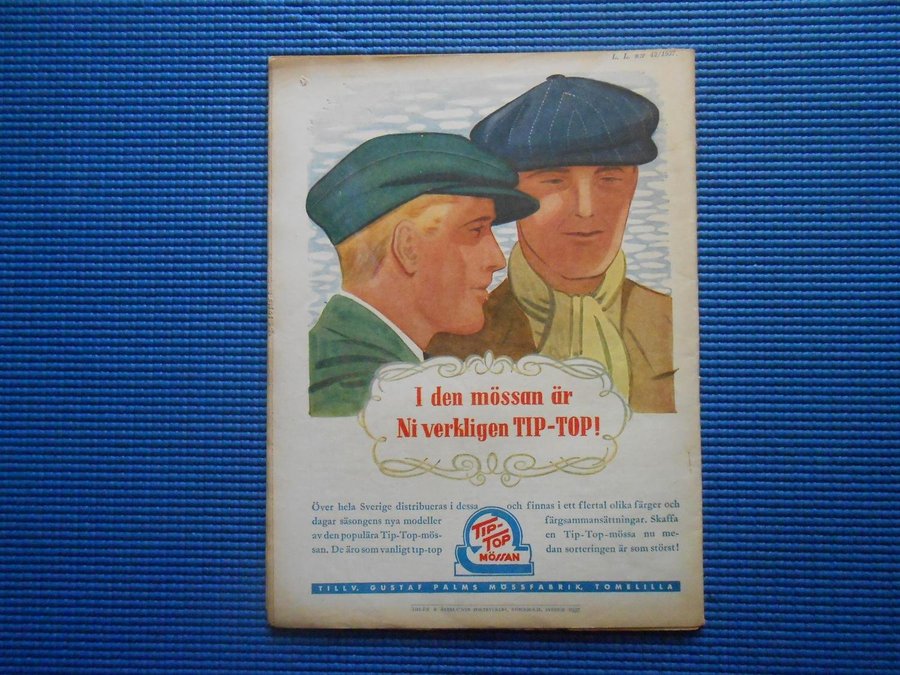 L. L. n:r 42/1937.
I den mössan är
Ni verkligen TIP-TOP!
Över hela Sverige distribueras i dessa
dagar säsongens nya modeller
av den populära Tip-Top-mös-
san. De äro som vanligt tip-top
och finnas i ett flertal olika färger och
färgsammansättningar. Skaffa
en Tip-Top-mössa nu me-
dan sorteringen är som störst!
TIP-
TOP
MÖSSAN
TILLV. GUSTAF PALMS MÖSSFABRIK, TOMELILLA